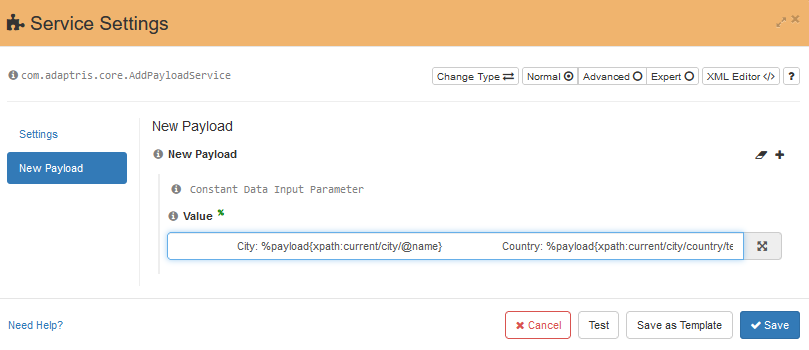 Service Settings
com.adaptris.core.AddPayloadService
Change Type
Normal
Advanced
Expert
XML Editor </>
?
Settings
New Payload
New Payload
New Payload
Constant Data Input Parameter
Value %
City: %payload{xpath:current/city/@name} Country: %payload{xpath:current/city/country/te
Need Help?
Cancel
Test
Save as Template
Save